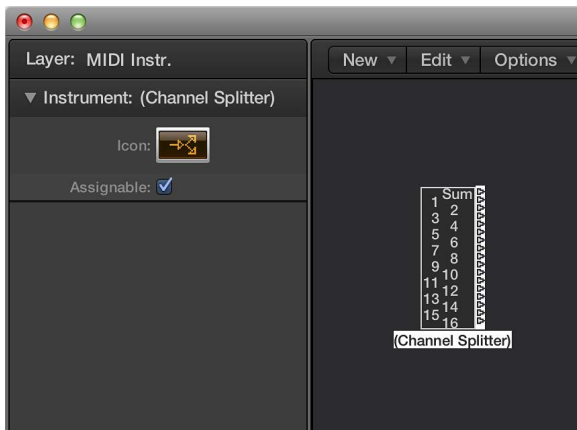 Layer: MIDI Instr.
New Edit Options
Instrument: (Channel Splitter)
Icon:
Assignable:
Sum
1
2
3
4
5
6
7
8
9
10
11
12
13
14
15
16
(Channel Splitter)